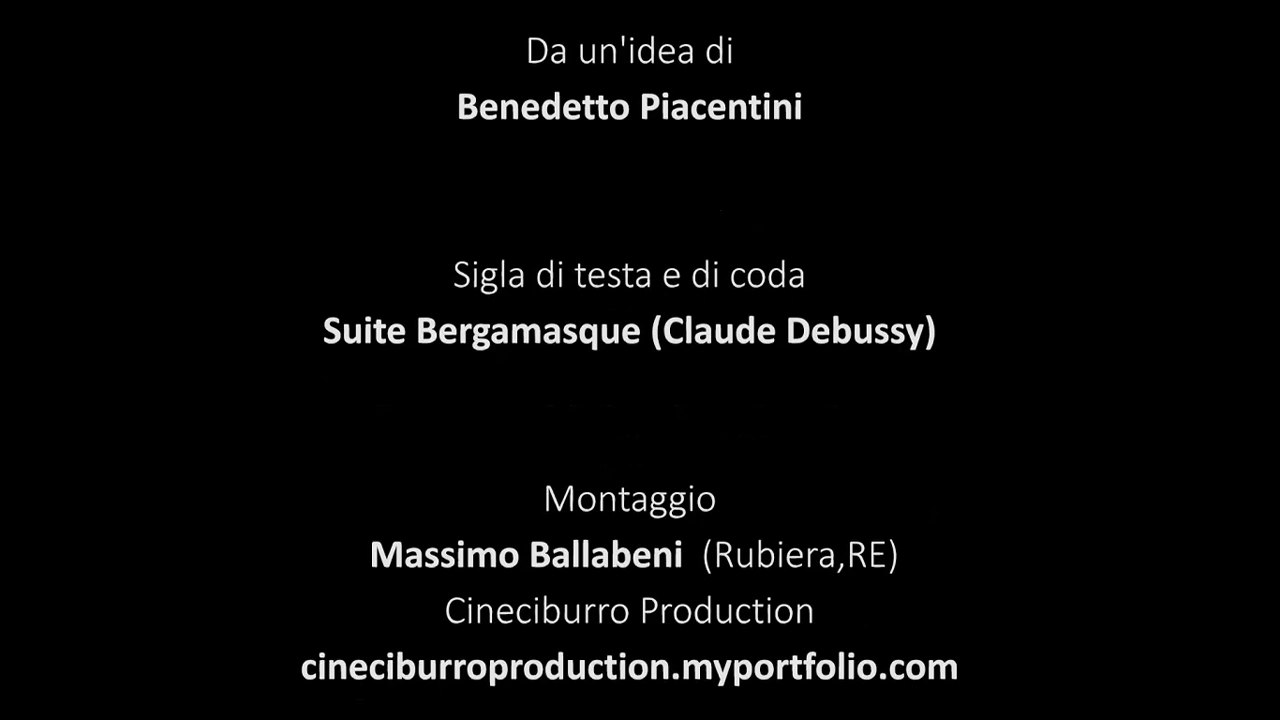 Da un'idea di
Benedetto Piacentini
Sigla di testa e di coda
Suite Bergamasque (Claude Debussy)
Montaggio
Massimo Ballabeni (Rubiera,RE)
Cineciburro Production
cineciburroproduction.myportfolio.com